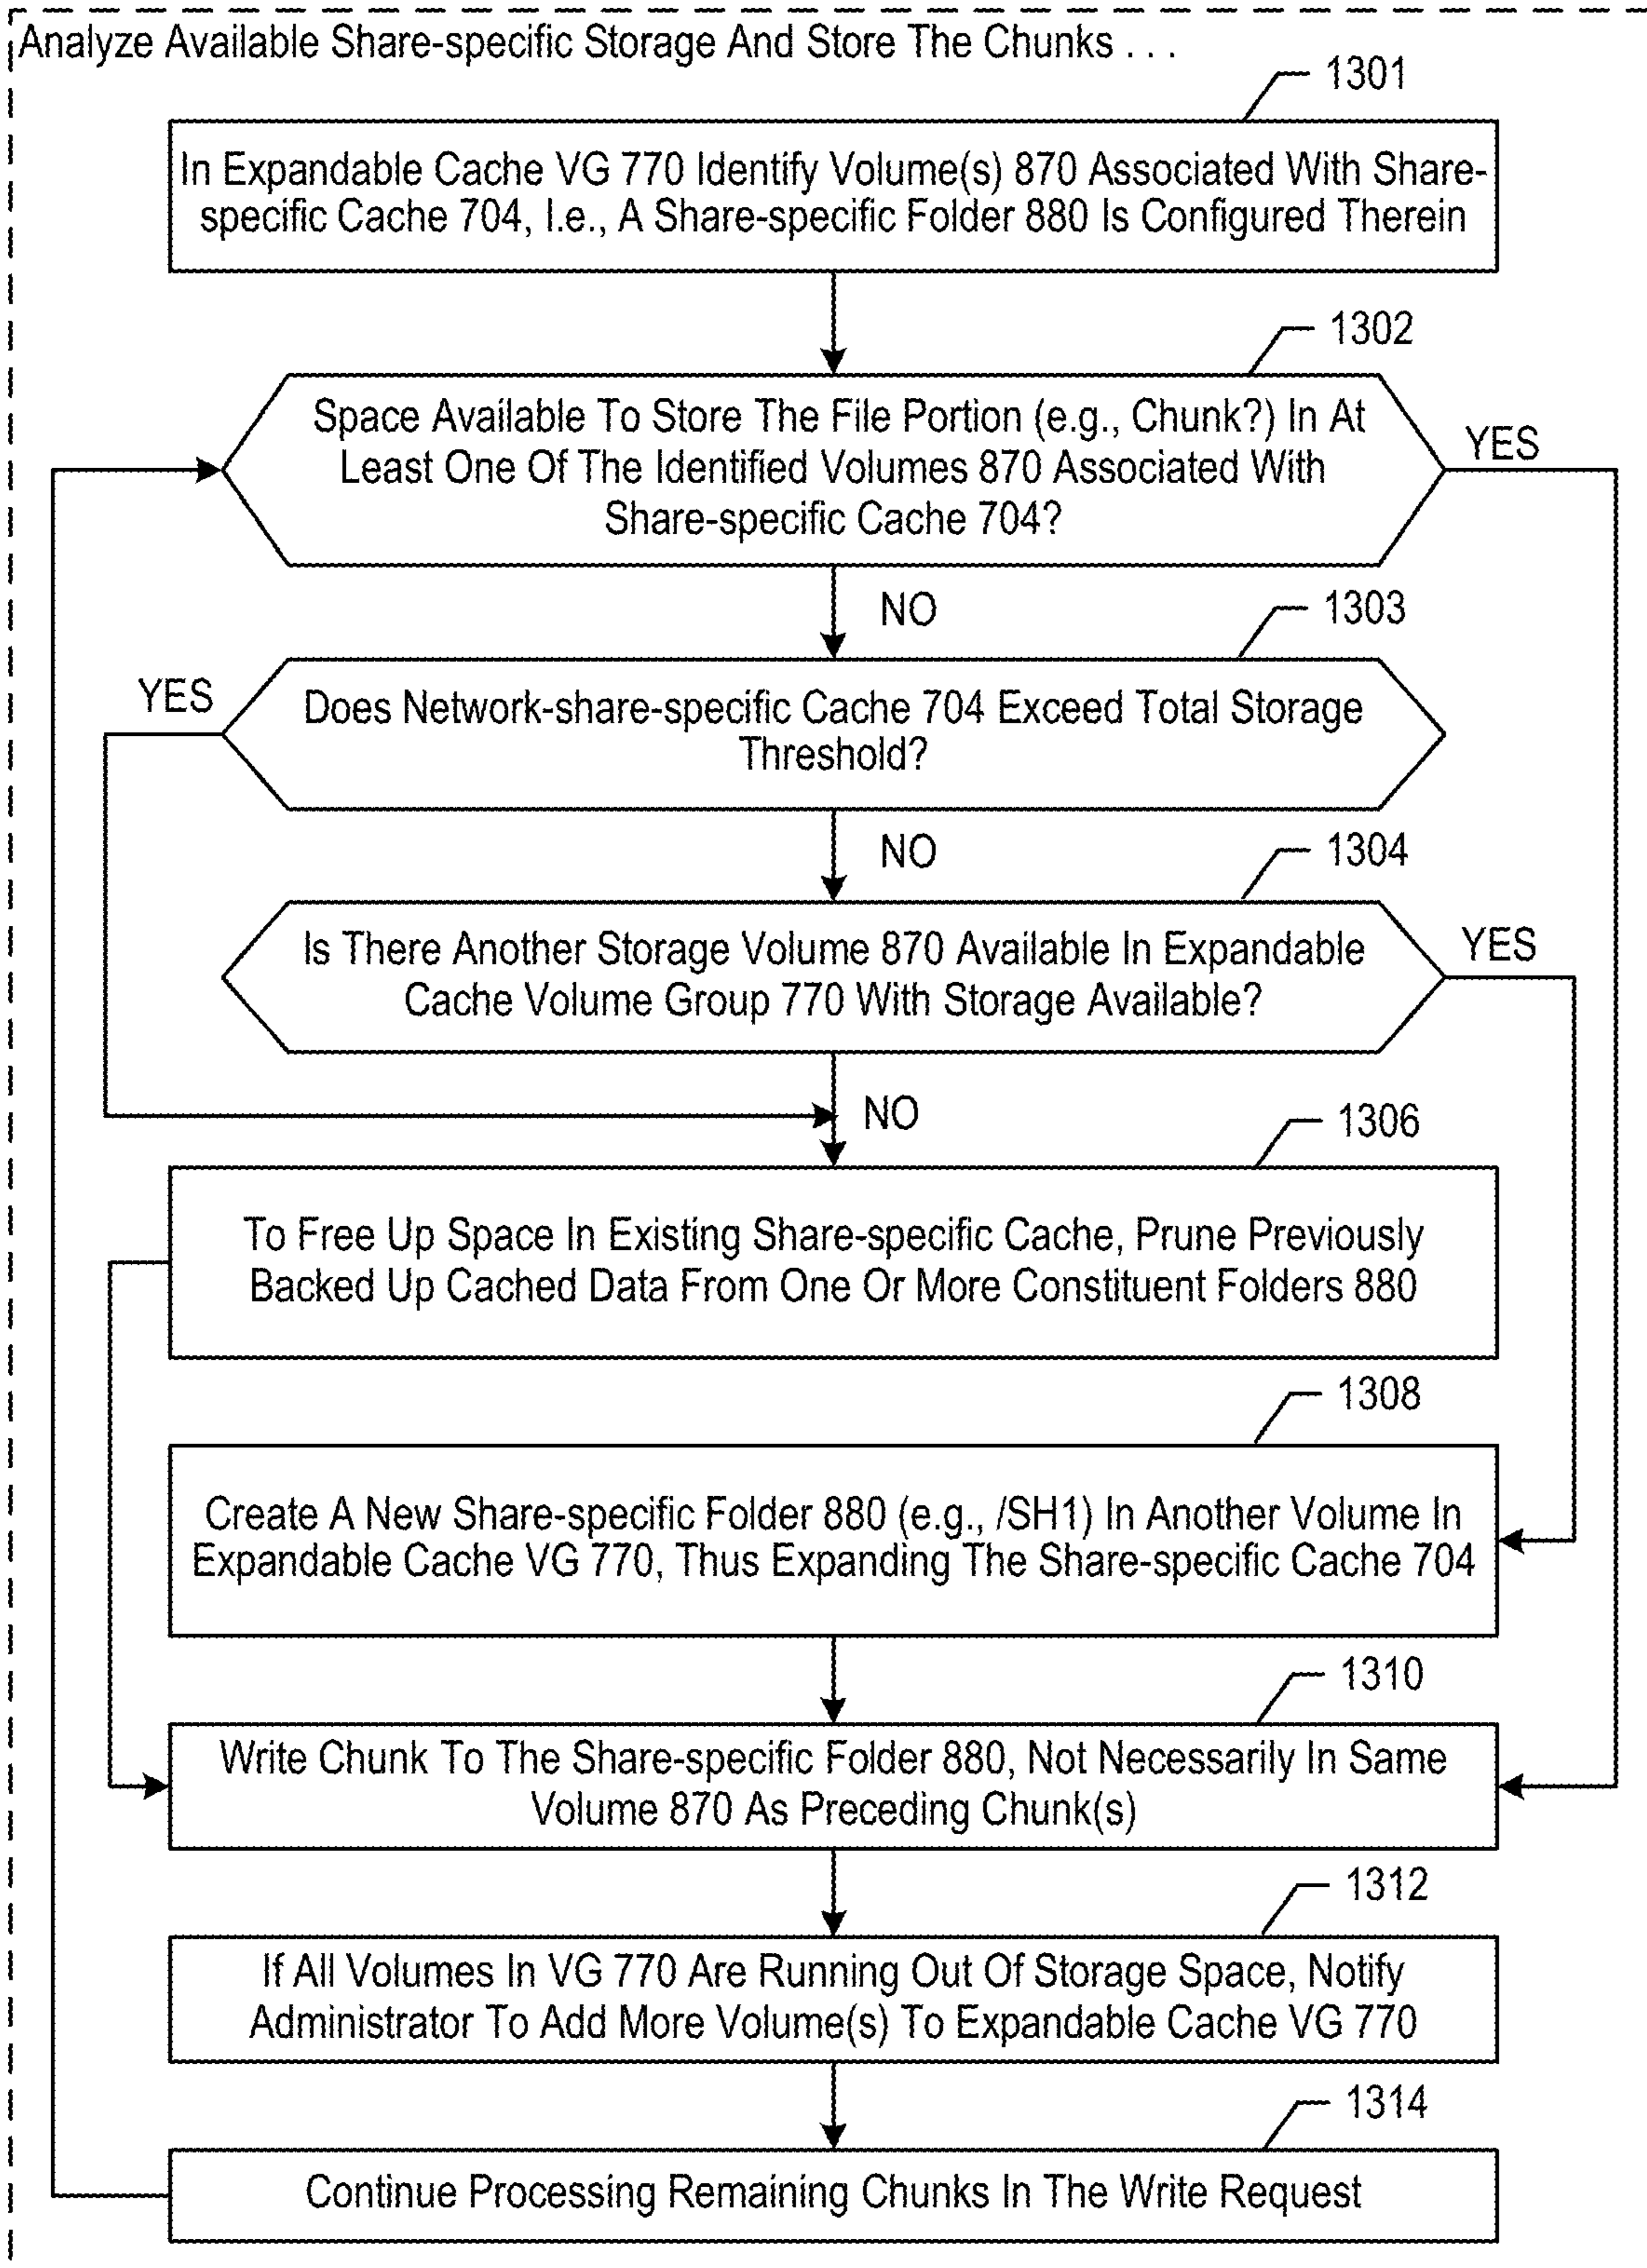 Analyze Available Share-specific Storage And Store The Chunks . . .
1301
In Expandable Cache VG 770 Identify Volume(s) 870 Associated With Share-
specific Cache 704, I.e., A Share-specific Folder 880 Is Configured Therein
1302
Space Available To Store The File Portion (e.g., Chunk?) In At
Least One Of The Identified Volumes 870 Associated With
Share-specific Cache 704?
YES
NO
1303
YES
Does Network-share-specific Cache 704 Exceed Total Storage
Threshold?
NO
1304
Is There Another Storage Volume 870 Available In Expandable
Cache Volume Group 770 With Storage Available?
YES
NO
1306
To Free Up Space In Existing Share-specific Cache, Prune Previously
Backed Up Cached Data From One Or More Constituent Folders 880
1308
Create A New Share-specific Folder 880 (e.g., /SH1) In Another Volume In
Expandable Cache VG 770, Thus Expanding The Share-specific Cache 704
1310
Write Chunk To The Share-specific Folder 880, Not Necessarily In Same
Volume 870 As Preceding Chunk(s)
1312
If All Volumes In VG 770 Are Running Out Of Storage Space, Notify
Administrator To Add More Volume(s) To Expandable Cache VG 770
1314
Continue Processing Remaining Chunks In The Write Request